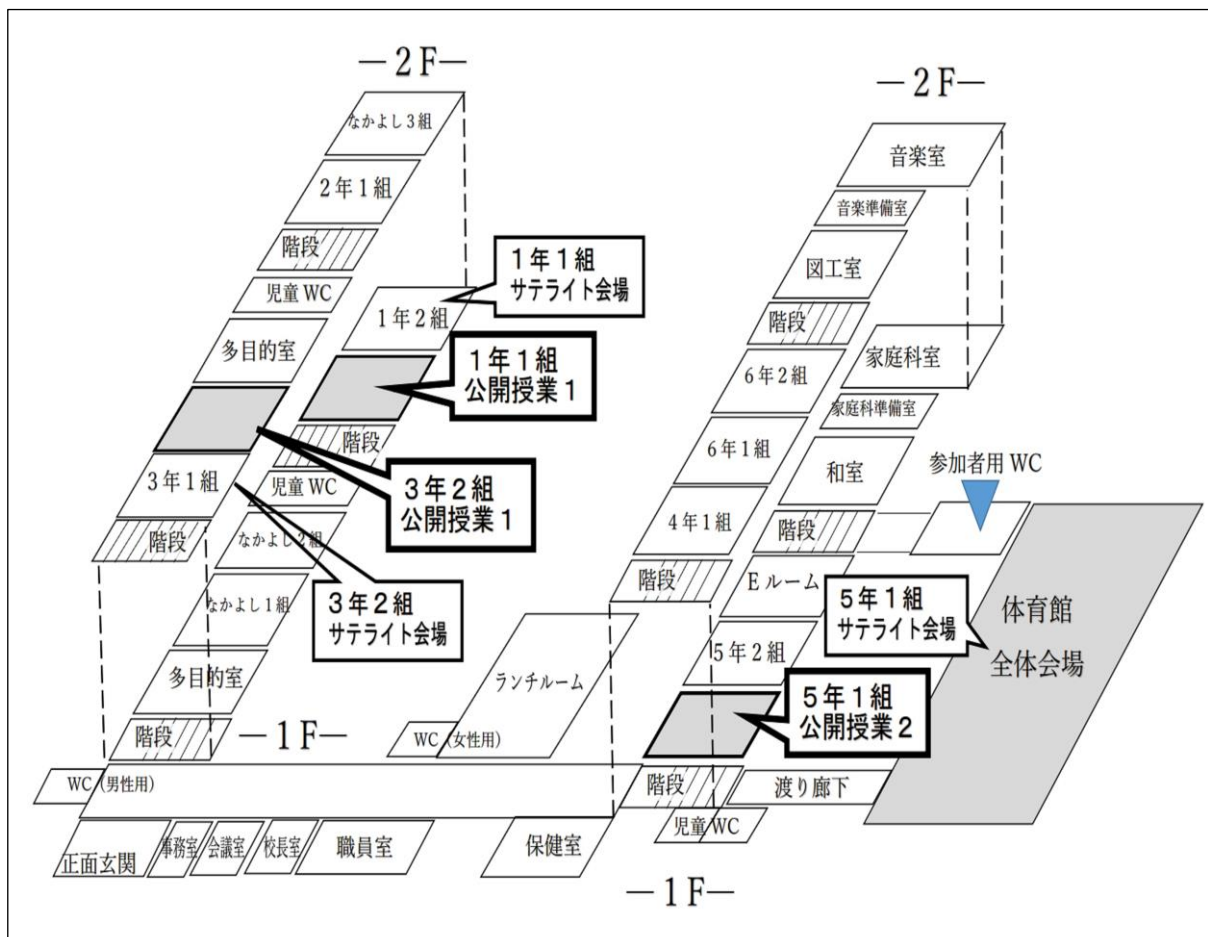 ―2F―
なかよし3組
2年1組
階段
児童WC
多目的室
3年1組
階段
1年1組
サテライト会場
1年2組
1年1組
公開授業1
階段
3年2組
公開授業1
児童WC
なかよし2組
3年2組
サテライト会場
なかよし1組
多目的室
階段
―1F―
WC(男性用)
正面玄関
事務室
会議室
校長室
職員室
WC(女性用)
ランチルーム
保健室
―2F―
音楽室
音楽準備室
図工室
階段
6年2組
家庭科室
家庭科準備室
6年1組
和室
参加者用WC
4年1組
階段
階段
Eルーム
5年1組
サテライト会場
体育館
全体会場
5年2組
5年1組
公開授業2
階段
渡り廊下
児童WC
―1F―